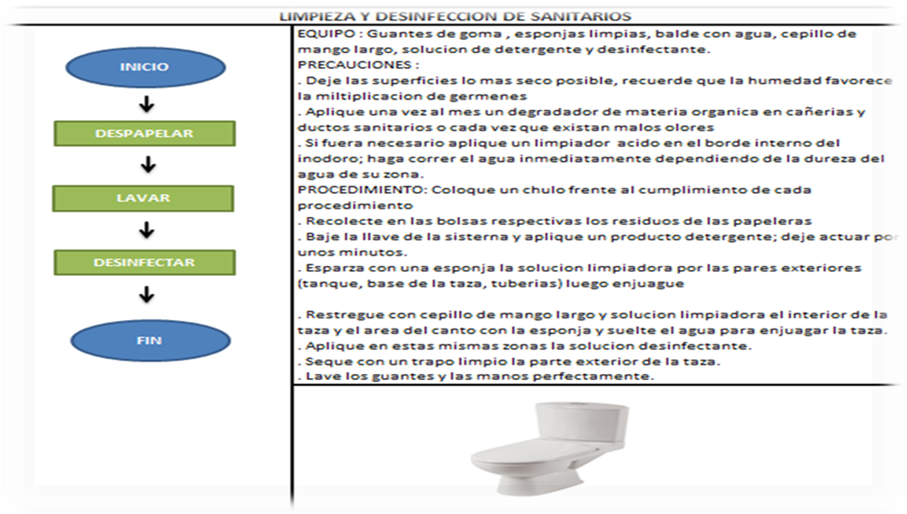 LIMPIEZA Y DESINFECCION DE SANITARIOS
INICIO
DESPAPELAR
LAVAR
DESINFECTAR
FIN
EQUIPO : Guantes de goma , esponjas limpias, balde con agua, cepillo de
mango largo, solucion de detergente y desinfectante.
PRECAUCIONES :
. Deje las superficies lo mas seco posible, recuerde que la humedad favorece
la miltiplicacion de germenes
. Aplique una vez al mes un degradador de materia organica en cañerias y
ductos sanitarios o cada vez que existan malos olores
. Si fuera necesario aplique un limpiador acido en el borde interno del
inodoro; haga correr el agua inmediatamente dependiendo de la dureza del
agua de su zona.
PROCEDIMIENTO: Coloque un chulo frente al cumplimiento de cada
procedimiento
. Recolecte en las bolsas respectivas los residuos de las papeleras
. Baje la llave de la sisterna y aplique un producto detergente; deje actuar por
unos minutos.
. Esparza con una esponja la solucion limpiadora por las pares exteriores
(tanque, base de la taza, tuberias) luego enjuague
. Restregue con cepillo de mango largo y solucion limpiadora el interior de la
taza y el area del canto con la esponja y suelte el agua para enjuagar la taza.
. Aplique en estas mismas zonas la solucion desinfectante.
. Seque con un trapo limpio la parte exterior de la taza.
. Lave los guantes y las manos perfectamente.